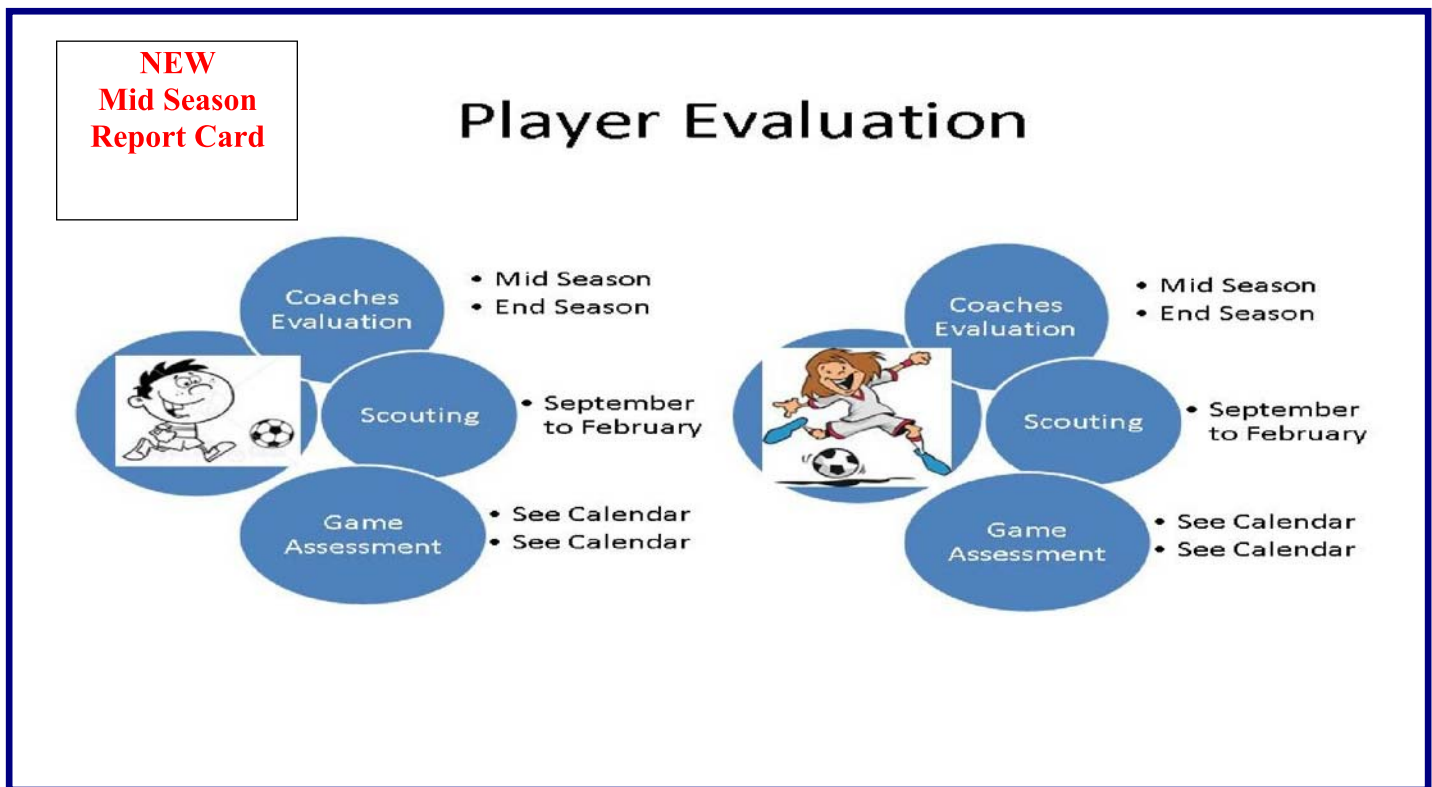 NEW
Mid Season
Report Card
Player Evaluation
Coaches
Evaluation
• Mid Season
• End Season
Scouting
• September
to February
Game
Assessment
• See Calendar
• See Calendar
Coaches
Evaluation
• Mid Season
• End Season
Scouting
• September
to February
Game
Assessment
• See Calendar
• See Calendar